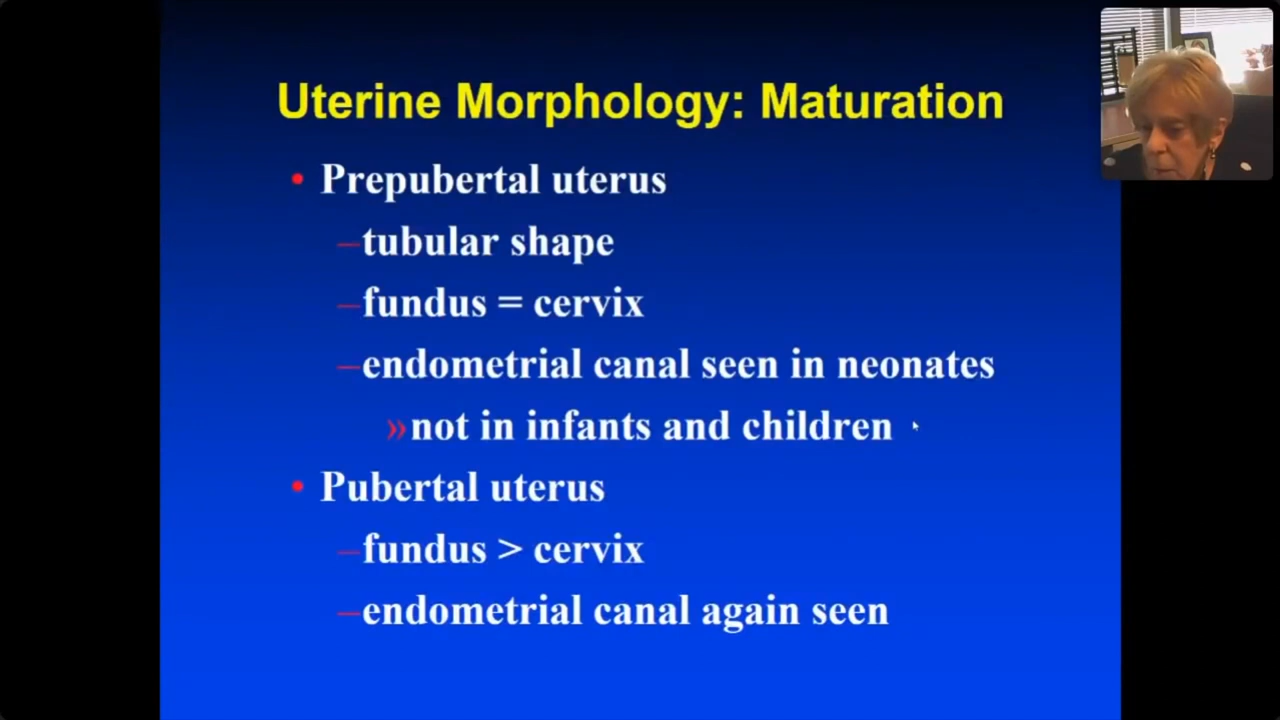 Uterine Morphology: Maturation
• Prepubertal uterus
–tubular shape
–fundus = cervix
–endometrial canal seen in neonates
»not in infants and children
• Pubertal uterus
–fundus > cervix
–endometrial canal again seen